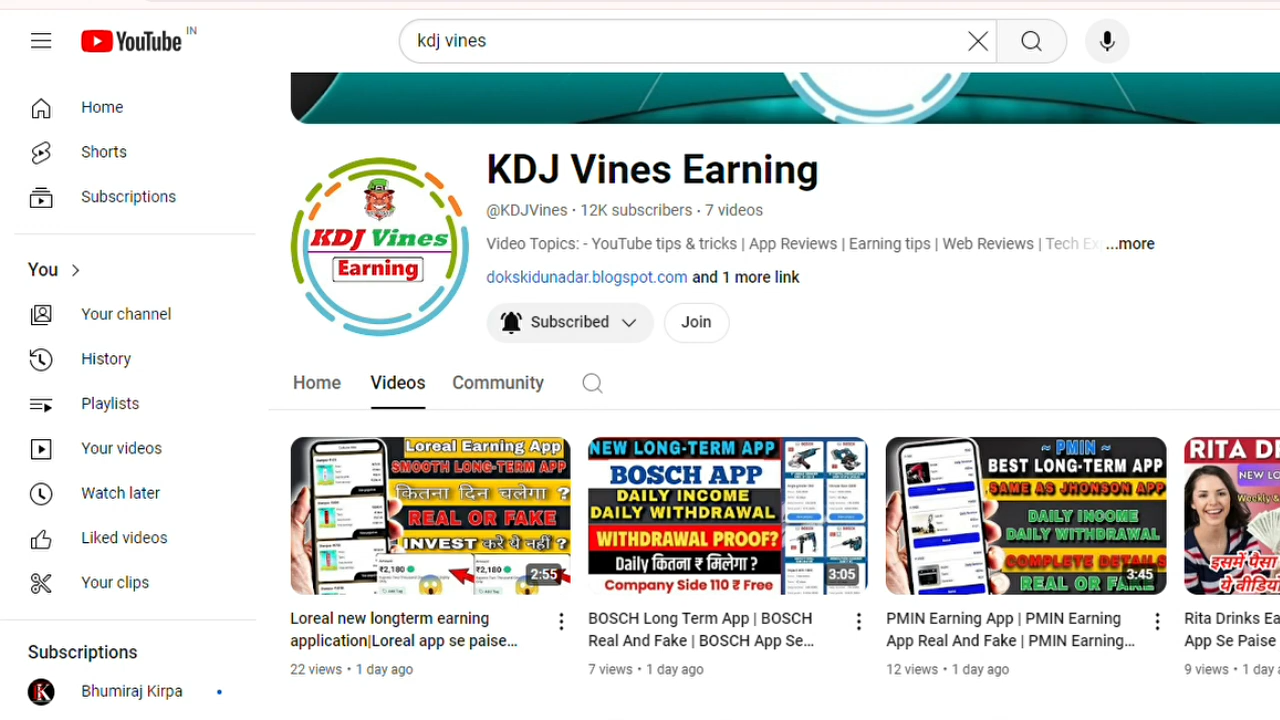 YouTube IN
kdj vines
Home
Shorts
Subscriptions
You
Your channel
History
Playlists
Your videos
Watch later
Liked videos
Your clips
Subscriptions
Bhumiraj Kirpa
KDJ Vines
Earning
KDJ Vines Earning
@KDJVines · 12K subscribers · 7 videos
Video Topics: - YouTube tips & tricks | App Reviews | Earning tips | Web Reviews | Tech Ex ...more
dokskidunadar.blogspot.com and 1 more link
Subscribed
Join
Home
Videos
Community
Loreal Earning App
SMOOTH LONG-TERM APP
कितना दिन चलेगा ?
REAL OR FAKE
INVEST करें ये नहीं ?
₹2,180
₹2,180
2:55
Loreal new longterm earning
application|Loreal app se paise...
22 views • 1 day ago
NEW LONG-TERM APP
BOSCH APP
DAILY INCOME
DAILY WITHDRAWAL
WITHDRAWAL PROOF?
Daily कितना ₹ मिलेगा ?
Company Side 110 ₹ Free
3:05
BOSCH Long Term App | BOSCH
Real And Fake | BOSCH App Se...
7 views • 1 day ago
~ PMIN ~
BEST LONG-TERM APP
SAME AS JHONSON APP
DAILY INCOME
DAILY WITHDRAWAL
COMPLETE DETAILS
REAL OR FAKE
3:45
PMIN Earning App | PMIN Earning
App Real And Fake | PMIN Earning...
12 views • 1 day ago
RITA DR
NEW LO
Weekly &
इसमें पैसा
ये वीडिय
Rita Drinks Ea
App Se Paise
9 views • 1 day a